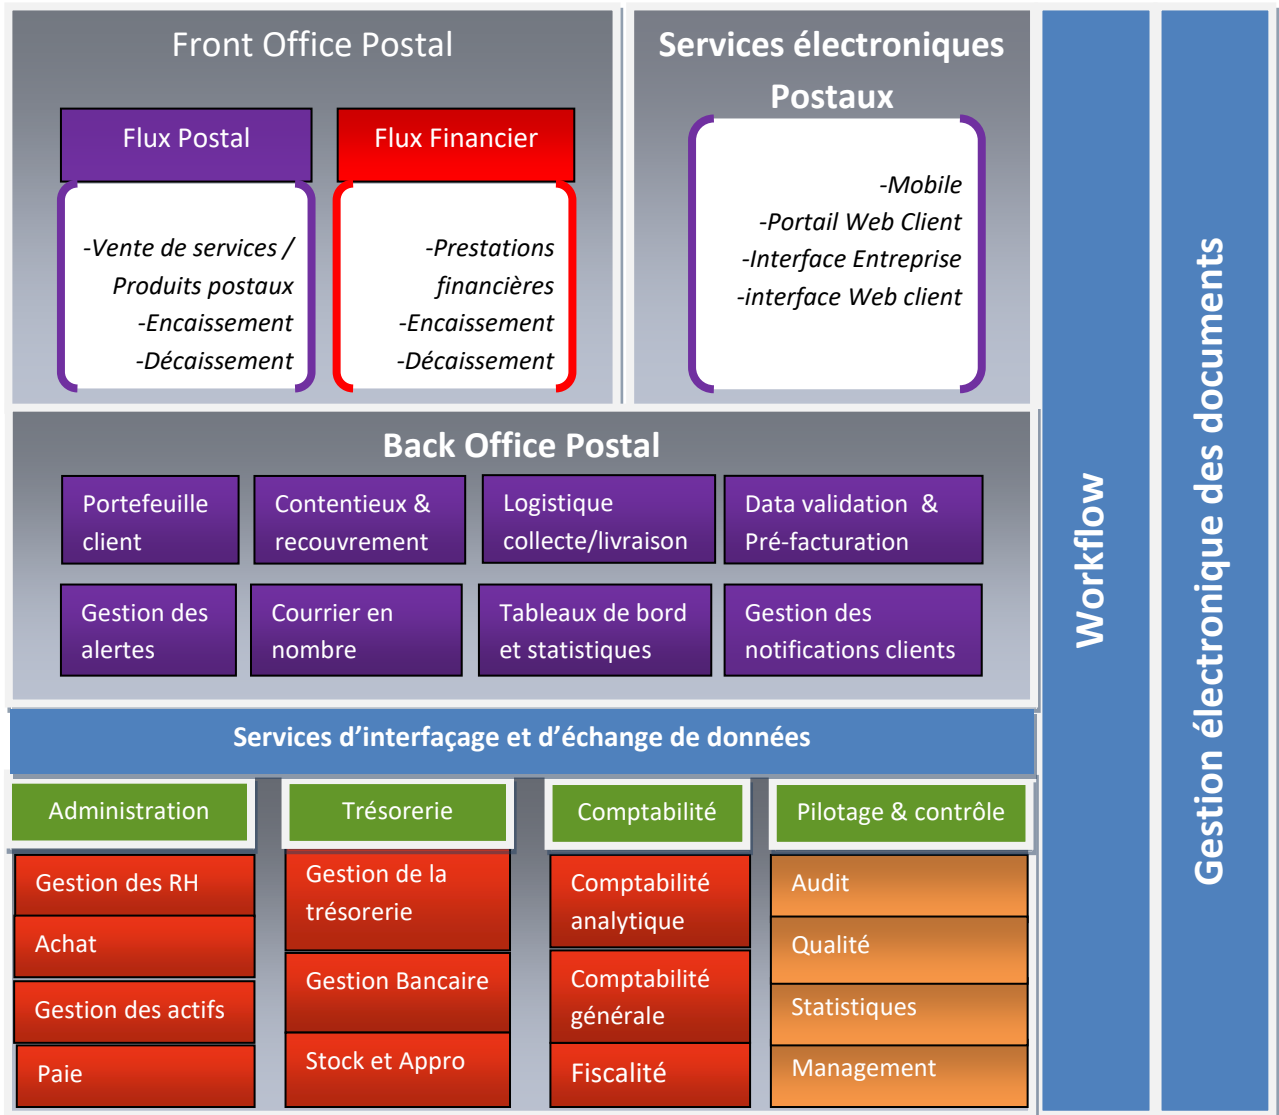 Front Office Postal
Flux Postal
-Vente de services /
Produits postaux
-Encaissement
-Décaissement
Flux Financier
-Prestations
financières
-Encaissement
-Décaissement
Services électroniques
Postaux
-Mobile
-Portail Web Client
-Interface Entreprise
-interface Web client
Back Office Postal
Portefeuille
client
Contentieux &
recouvrement
Logistique
collecte/livraison
Data validation  &
Pré-facturation
Gestion des
alertes
Courrier en
nombre
Tableaux de bord
et statistiques
Gestion des
notifications clients
Services d’interfaçage et d’échange de données
Administration
Gestion des RH
Achat
Gestion des actifs
Paie
Trésorerie
Gestion de la
trésorerie
Gestion Bancaire
Stock et Appro
Comptabilité
Comptabilité
analytique
Comptabilité
générale
Fiscalité
Pilotage & contrôle
Audit
Qualité
Statistiques
Management
Workflow
Gestion électronique des documents